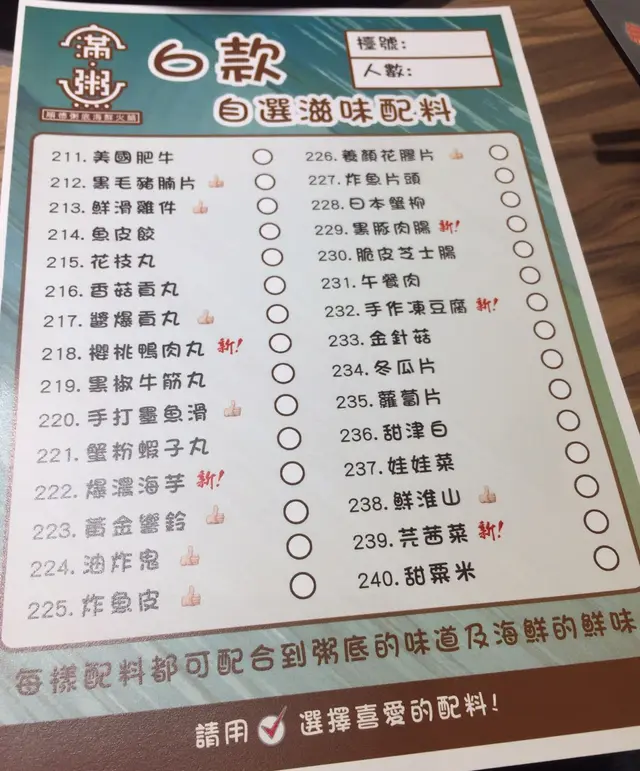 滿粥
順德粥底海鮮火鍋
6款
自選滋味配料
檯號:
人數:
211. 美國肥牛
212. 黑毛豬腩片
213. 鮮滑雞件
214. 魚皮餃
215. 花枝丸
216. 香菇貢丸
217. 醬爆貢丸
218. 櫻桃鴨肉丸 新!
219. 黑椒牛筋丸
220. 手打墨魚滑
221. 蟹粉蝦子丸
222. 爆濃海芋 新!
223. 黃金響鈴
224. 油炸鬼
225. 炸魚皮
226. 養顏花膠片
227. 炸魚片頭
228. 日本蟹柳
229. 黑豚肉腸 新!
230. 脆皮芝士腸
231. 午餐肉
232. 手作凍豆腐 新!
233. 金針菇
234. 冬瓜片
235. 蘿蔔片
236. 甜津白
237. 娃娃菜
238. 鮮淮山
239. 芫茜菜 新!
240. 甜粟米
每樣配料都可配合到粥底的味道及海鮮的鮮味
請用 選擇喜愛的配料!